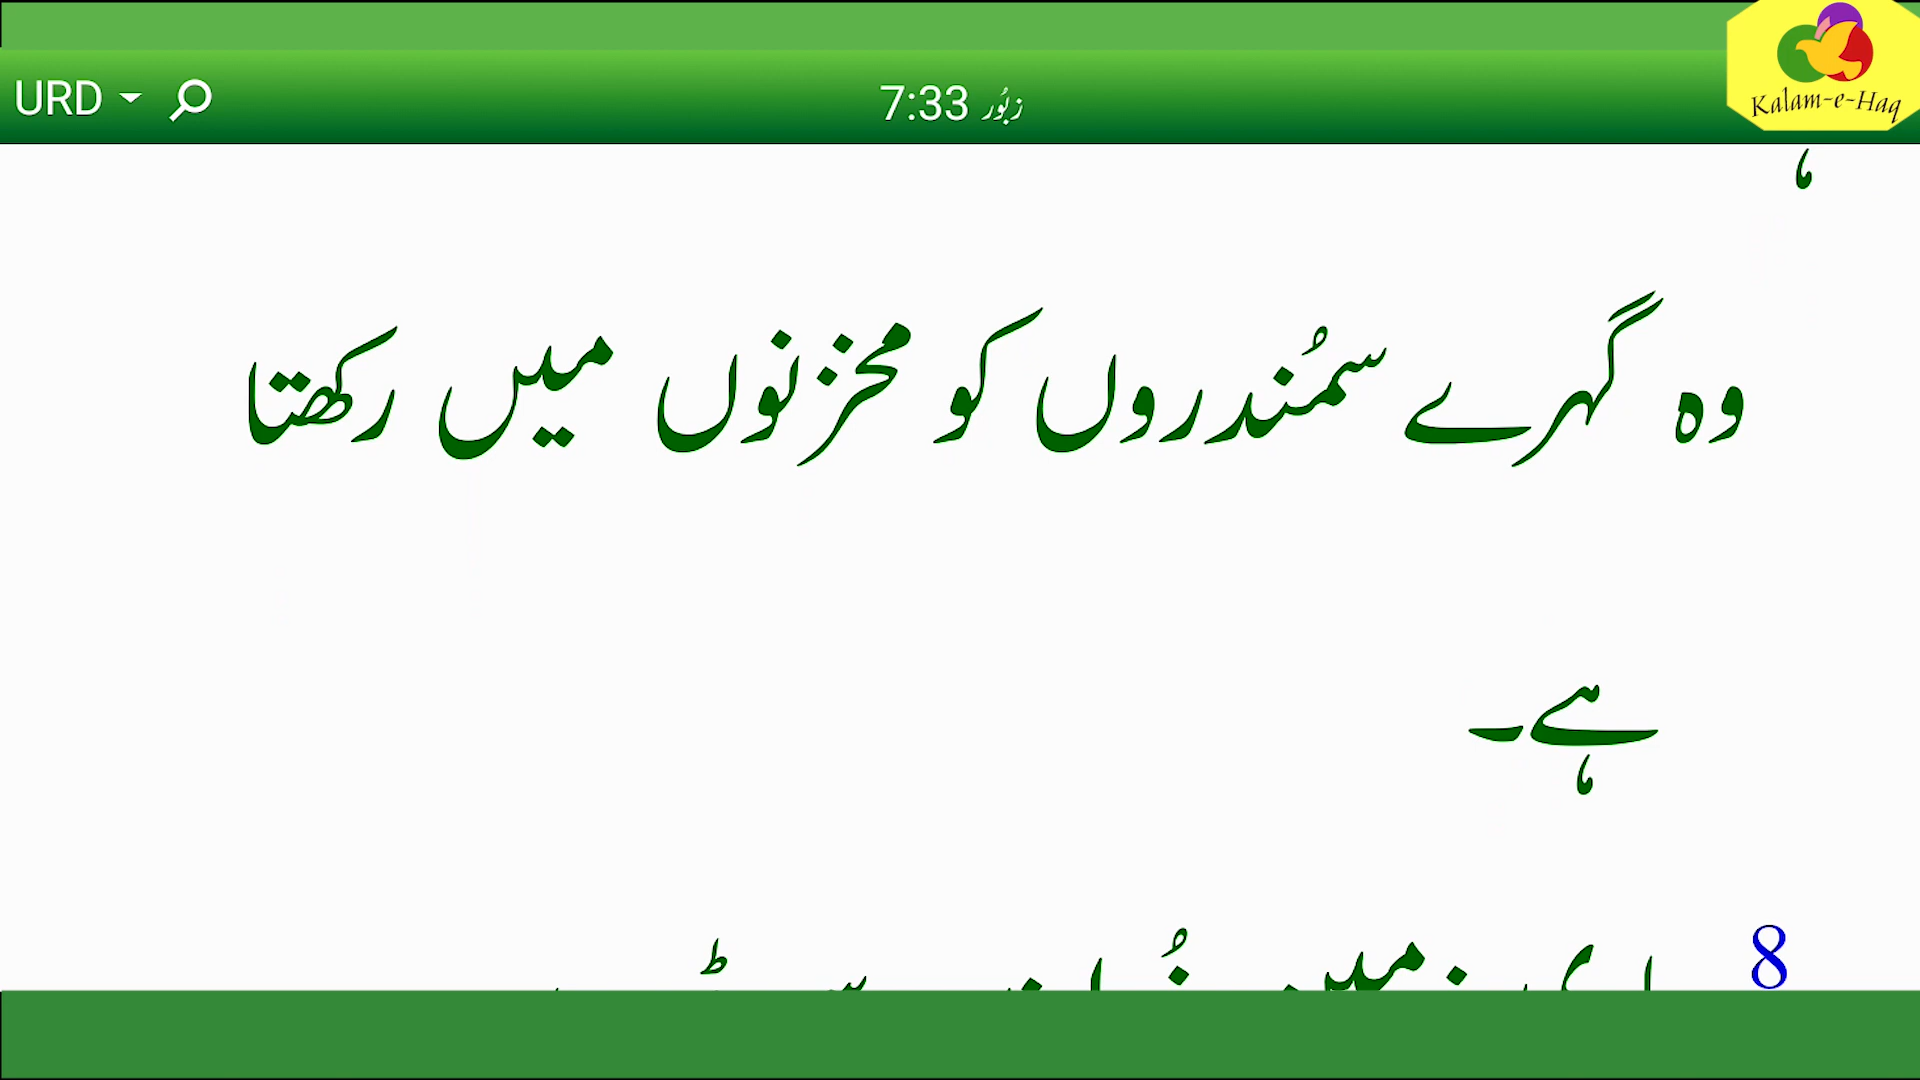 URD
زبُور 7:33
Kalam-e-Haq
وہ گہرے سمُندروں کو مخزنوں میں رکھتا
ہے۔
8